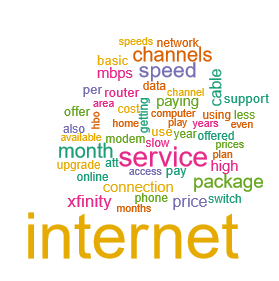 speeds network
basic channels
mbps speed
cable
per router data channel
area cost getting paying support
offer hbo computer using less
also home play years even
available modem use year offered
slow prices
month service plan
upgrade att high
online access pay
connection package
xfinity phone price switch
months
internet